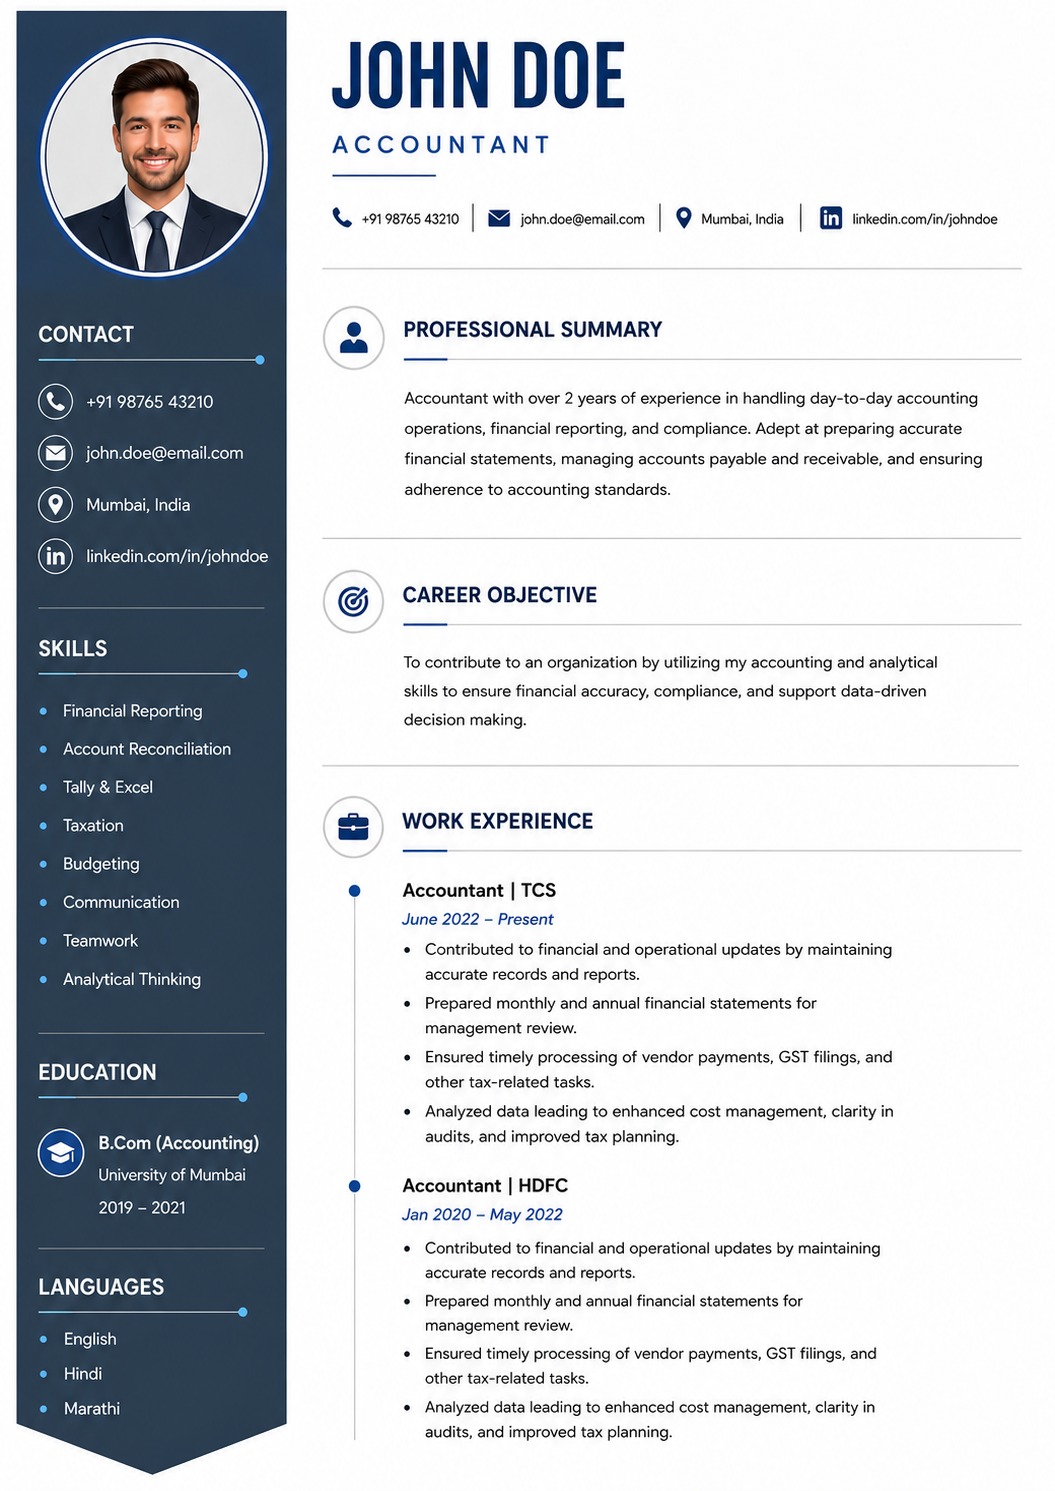 JOHN DOE
ACCOUNTANT
+91 98765 43210
john.doe@email.com
Mumbai, India
in
linkedin.com/in/johndoe
CONTACT
+91 98765 43210
john.doe@email.com
Mumbai, India
in
linkedin.com/in/johndoe
SKILLS
• Financial Reporting
• Account Reconciliation
• Tally & Excel
• Taxation
• Budgeting
• Communication
• Teamwork
• Analytical Thinking
EDUCATION
B.Com (Accounting)
University of Mumbai
2019 – 2021
LANGUAGES
• English
• Hindi
• Marathi
PROFESSIONAL SUMMARY
Accountant with over 2 years of experience in handling day-to-day accounting
operations, financial reporting, and compliance. Adept at preparing accurate
financial statements, managing accounts payable and receivable, and ensuring
adherence to accounting standards.
CAREER OBJECTIVE
To contribute to an organization by utilizing my accounting and analytical
skills to ensure financial accuracy, compliance, and support data-driven
decision making.
WORK EXPERIENCE
Accountant | TCS
June 2022 – Present
• Contributed to financial and operational updates by maintaining
accurate records and reports.
• Prepared monthly and annual financial statements for
management review.
• Ensured timely processing of vendor payments, GST filings, and
other tax-related tasks.
• Analyzed data leading to enhanced cost management, clarity in
audits, and improved tax planning.
Accountant | HDFC
Jan 2020 – May 2022
• Contributed to financial and operational updates by maintaining
accurate records and reports.
• Prepared monthly and annual financial statements for
management review.
• Ensured timely processing of vendor payments, GST filings, and
other tax-related tasks.
• Analyzed data leading to enhanced cost management, clarity in
audits, and improved tax planning.